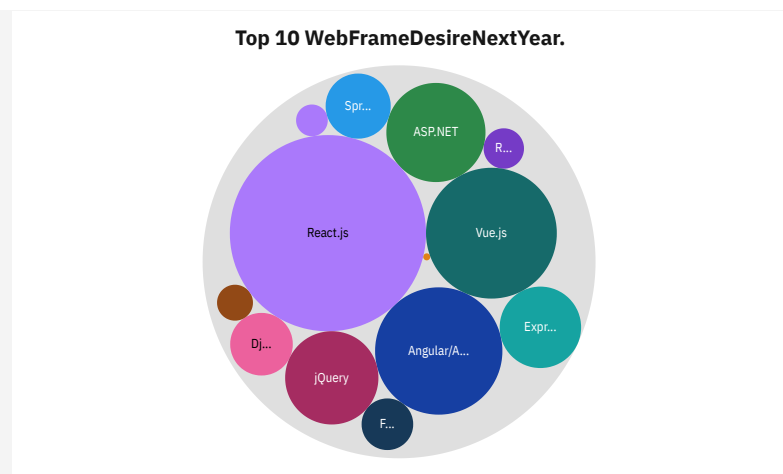 Top 10 WebFrameDesireNextYear.
Spr...
ASP.NET
R...
React.js
Vue.js
Expr...
Dj...
Angular/A...
jQuery
F...